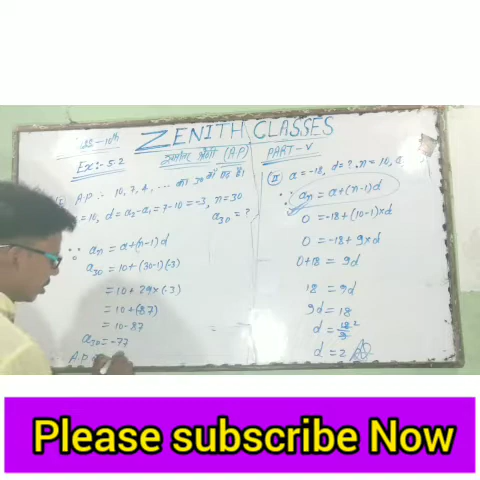 ZENITH CLASSES
-10th
Ex:- 5.2
समांतर श्रेणी (A.P)
PART-V
A.P :- 10, 7, 4, ... का 30 वाँ पद है।
=10, d = a₂-a₁ = 7-10 = -3, n = 30
a₃₀ = ?
∴ aₙ = a+(n-1)d
a₃₀ = 10+(30-1)(-3)
= 10+ 29×(-3)
= 10+(-87)
= 10-87
a₃₀ = -77
A.P
(II) a = -18, d = ?, n = 10, a
∵ aₙ = a+(n-1)d
0 = -18+(10-1)×d
0 = -18+9×d
0+18 = 9d
18 = 9d
9d = 18
d = 18/9 2
d = 2
Please subscribe Now